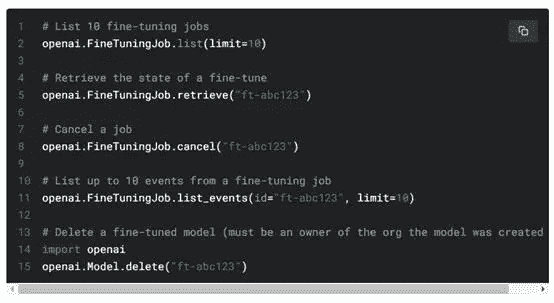 1 # List 10 fine-tuning jobs
2 openai.FineTuningJob.list(limit=10)
3
4 # Retrieve the state of a fine-tune
5 openai.FineTuningJob.retrieve("ft-abc123")
6
7 # Cancel a job
8 openai.FineTuningJob.cancel("ft-abc123")
9
10 # List up to 10 events from a fine-tuning job
11 openai.FineTuningJob.list_events(id="ft-abc123", limit=10)
12
13 # Delete a fine-tuned model (must be an owner of the org the model was created
14 import openai
15 openai.Model.delete("ft-abc123")